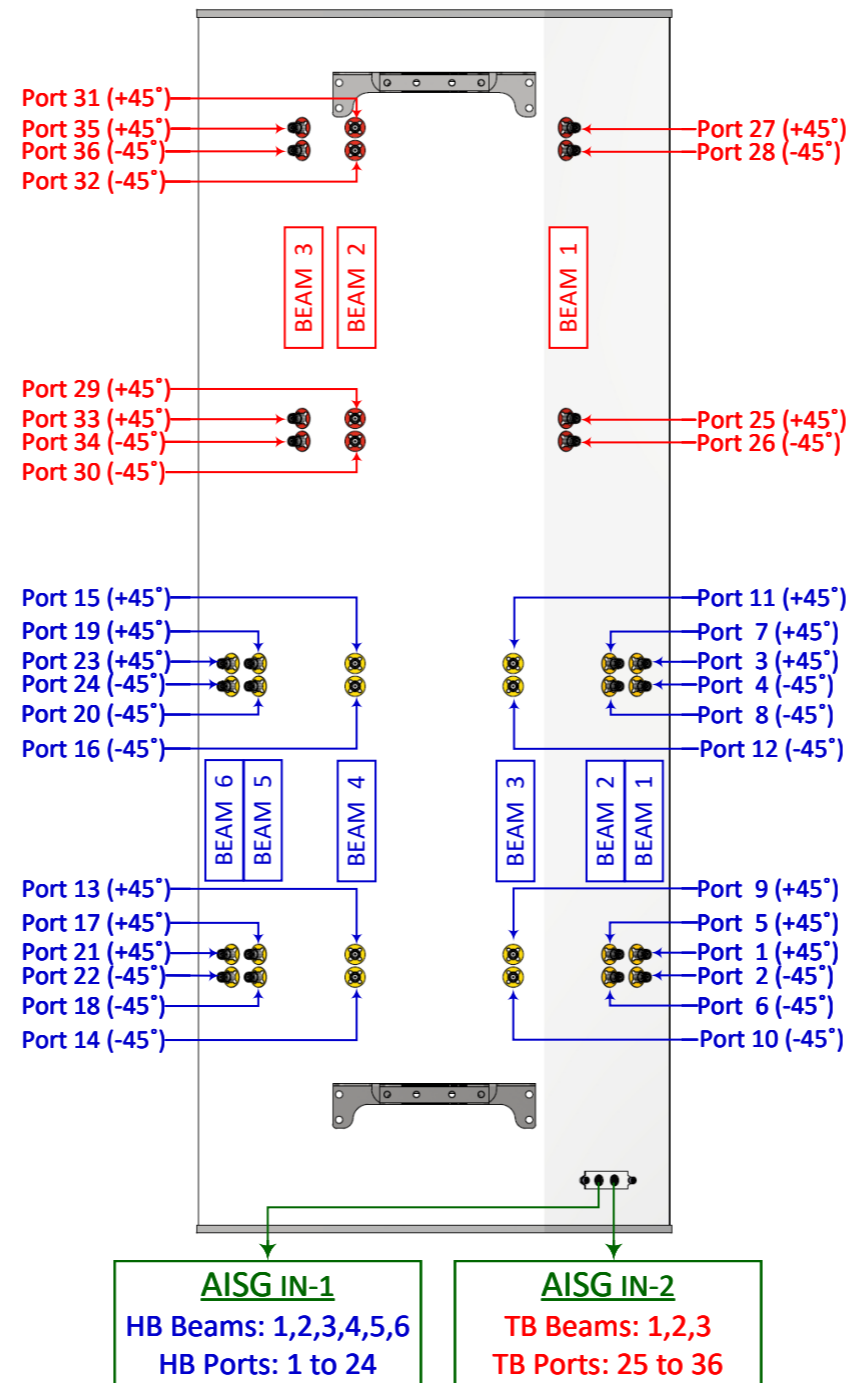 Port 31 (+45°)
Port 35 (+45°)
Port 36 (-45°)
Port 32 (-45°)
Port 27 (+45°)
Port 28 (-45°)
BEAM 3
BEAM 2
BEAM 1
Port 29 (+45°)
Port 33 (+45°)
Port 34 (-45°)
Port 30 (-45°)
Port 25 (+45°)
Port 26 (-45°)
Port 15 (+45°)
Port 19 (+45°)
Port 23 (+45°)
Port 24 (-45°)
Port 20 (-45°)
Port 16 (-45°)
Port 11 (+45°)
Port 7 (+45°)
Port 3 (+45°)
Port 4 (-45°)
Port 8 (-45°)
Port 12 (-45°)
BEAM 6
BEAM 5
BEAM 4
BEAM 3
BEAM 2
BEAM 1
Port 13 (+45°)
Port 17 (+45°)
Port 21 (+45°)
Port 22 (-45°)
Port 18 (-45°)
Port 14 (-45°)
Port 9 (+45°)
Port 5 (+45°)
Port 1 (+45°)
Port 2 (-45°)
Port 6 (-45°)
Port 10 (-45°)
AISG IN-1
HB Beams: 1,2,3,4,5,6
HB Ports: 1 to 24
AISG IN-2
TB Beams: 1,2,3
TB Ports: 25 to 36